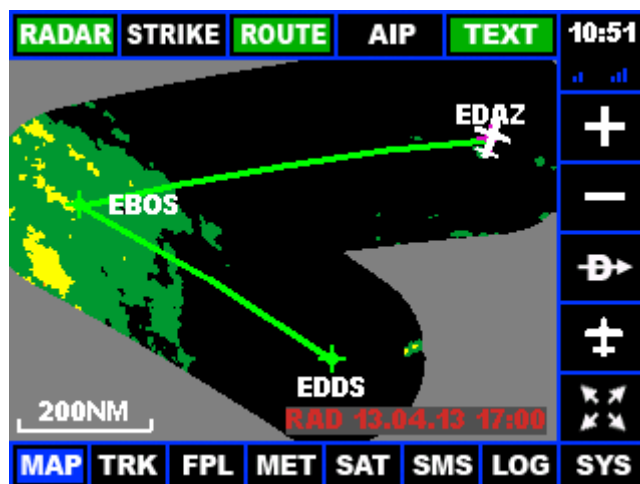 RADAR STRIKE ROUTE AIP TEXT 10:51
EDAZ
EBOS
EDDS
200NM
RAD 13.04.13 17:00
MAP TRK FPL MET SAT SMS LOG SYS